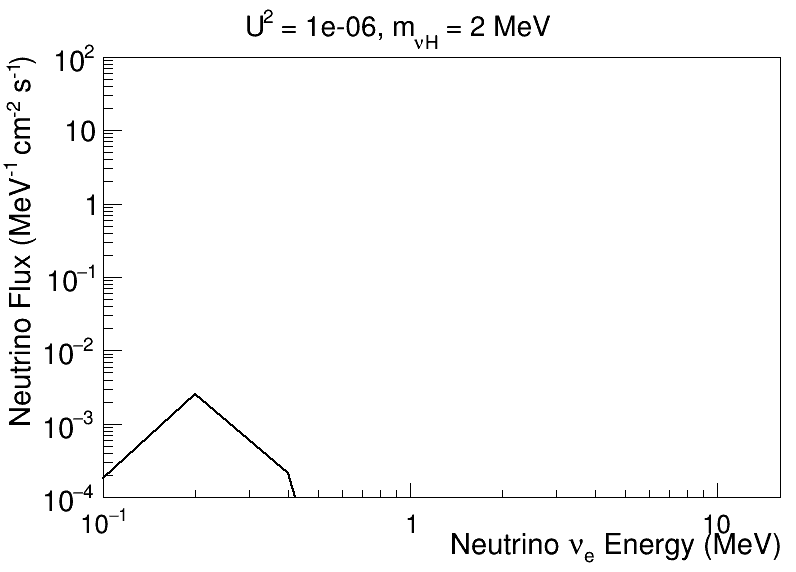 U² = 1e-06, m_νH = 2 MeV
Neutrino Flux (MeV⁻¹ cm⁻² s⁻¹)
10²
10
1
10⁻¹
10⁻²
10⁻³
10⁻⁴
10⁻¹ 1 10
Neutrino ν_e Energy (MeV)